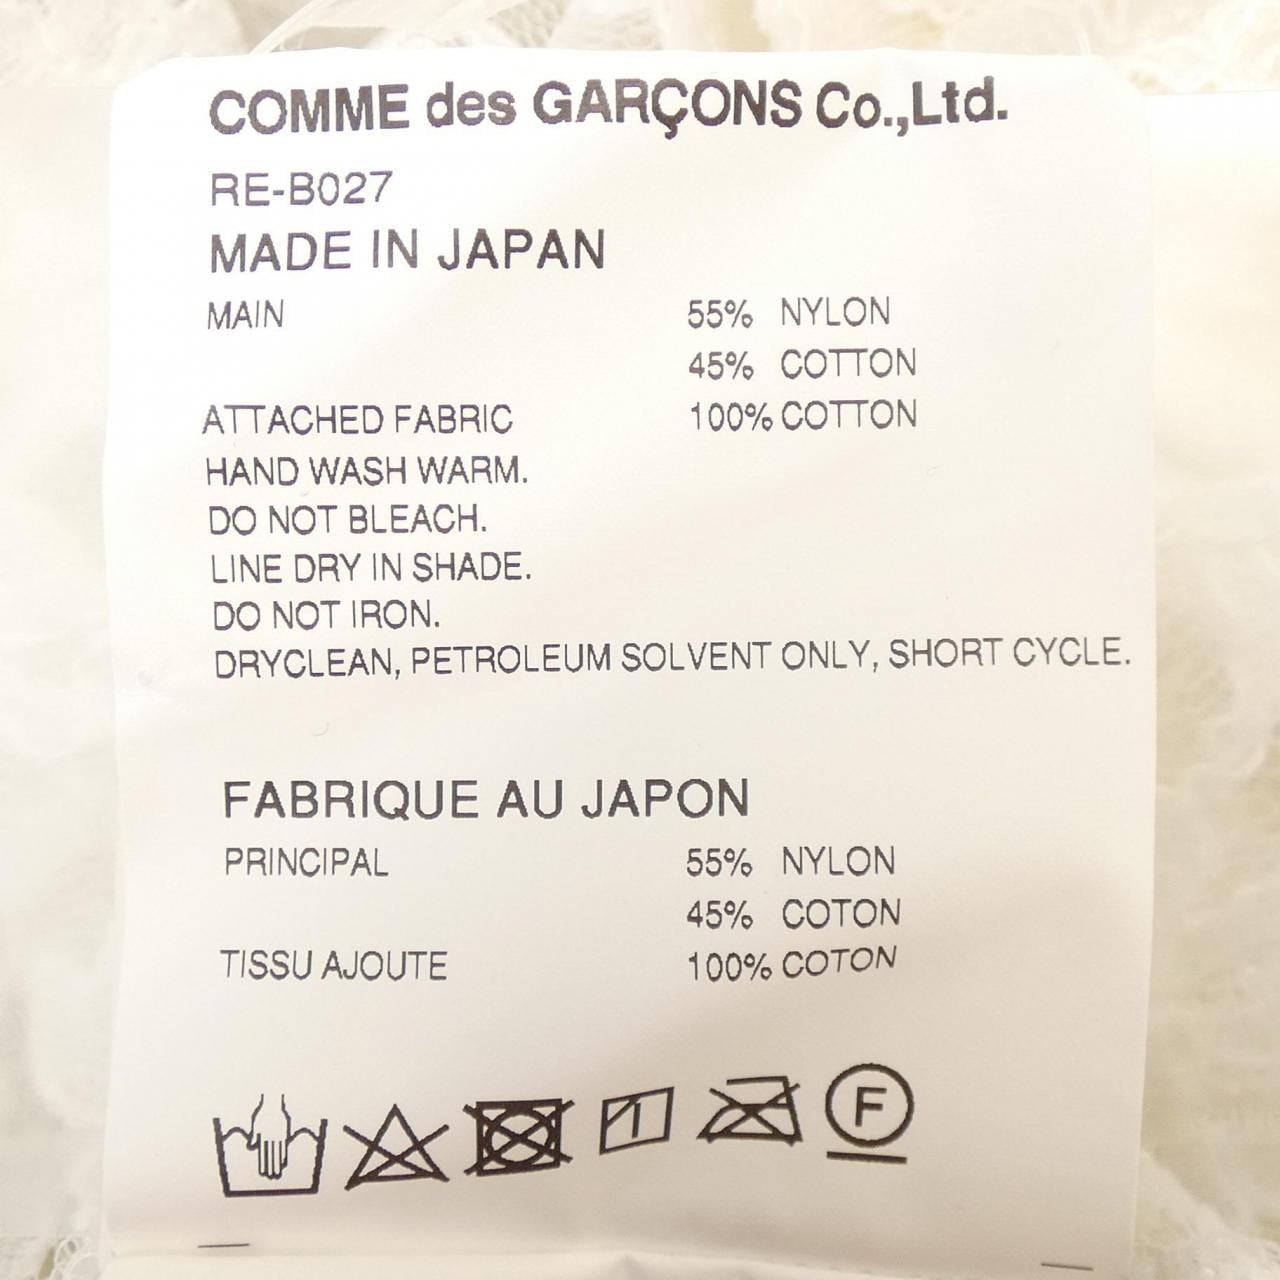 COMME des GARÇONS Co.,Ltd.
RE-B027
MADE IN JAPAN
MAIN 55% NYLON
45% COTTON
ATTACHED FABRIC 100% COTTON
HAND WASH WARM.
DO NOT BLEACH.
LINE DRY IN SHADE.
DO NOT IRON.
DRYCLEAN, PETROLEUM SOLVENT ONLY, SHORT CYCLE.
FABRIQUE AU JAPON
PRINCIPAL 55% NYLON
45% COTON
TISSU AJOUTE 100% COTON
F